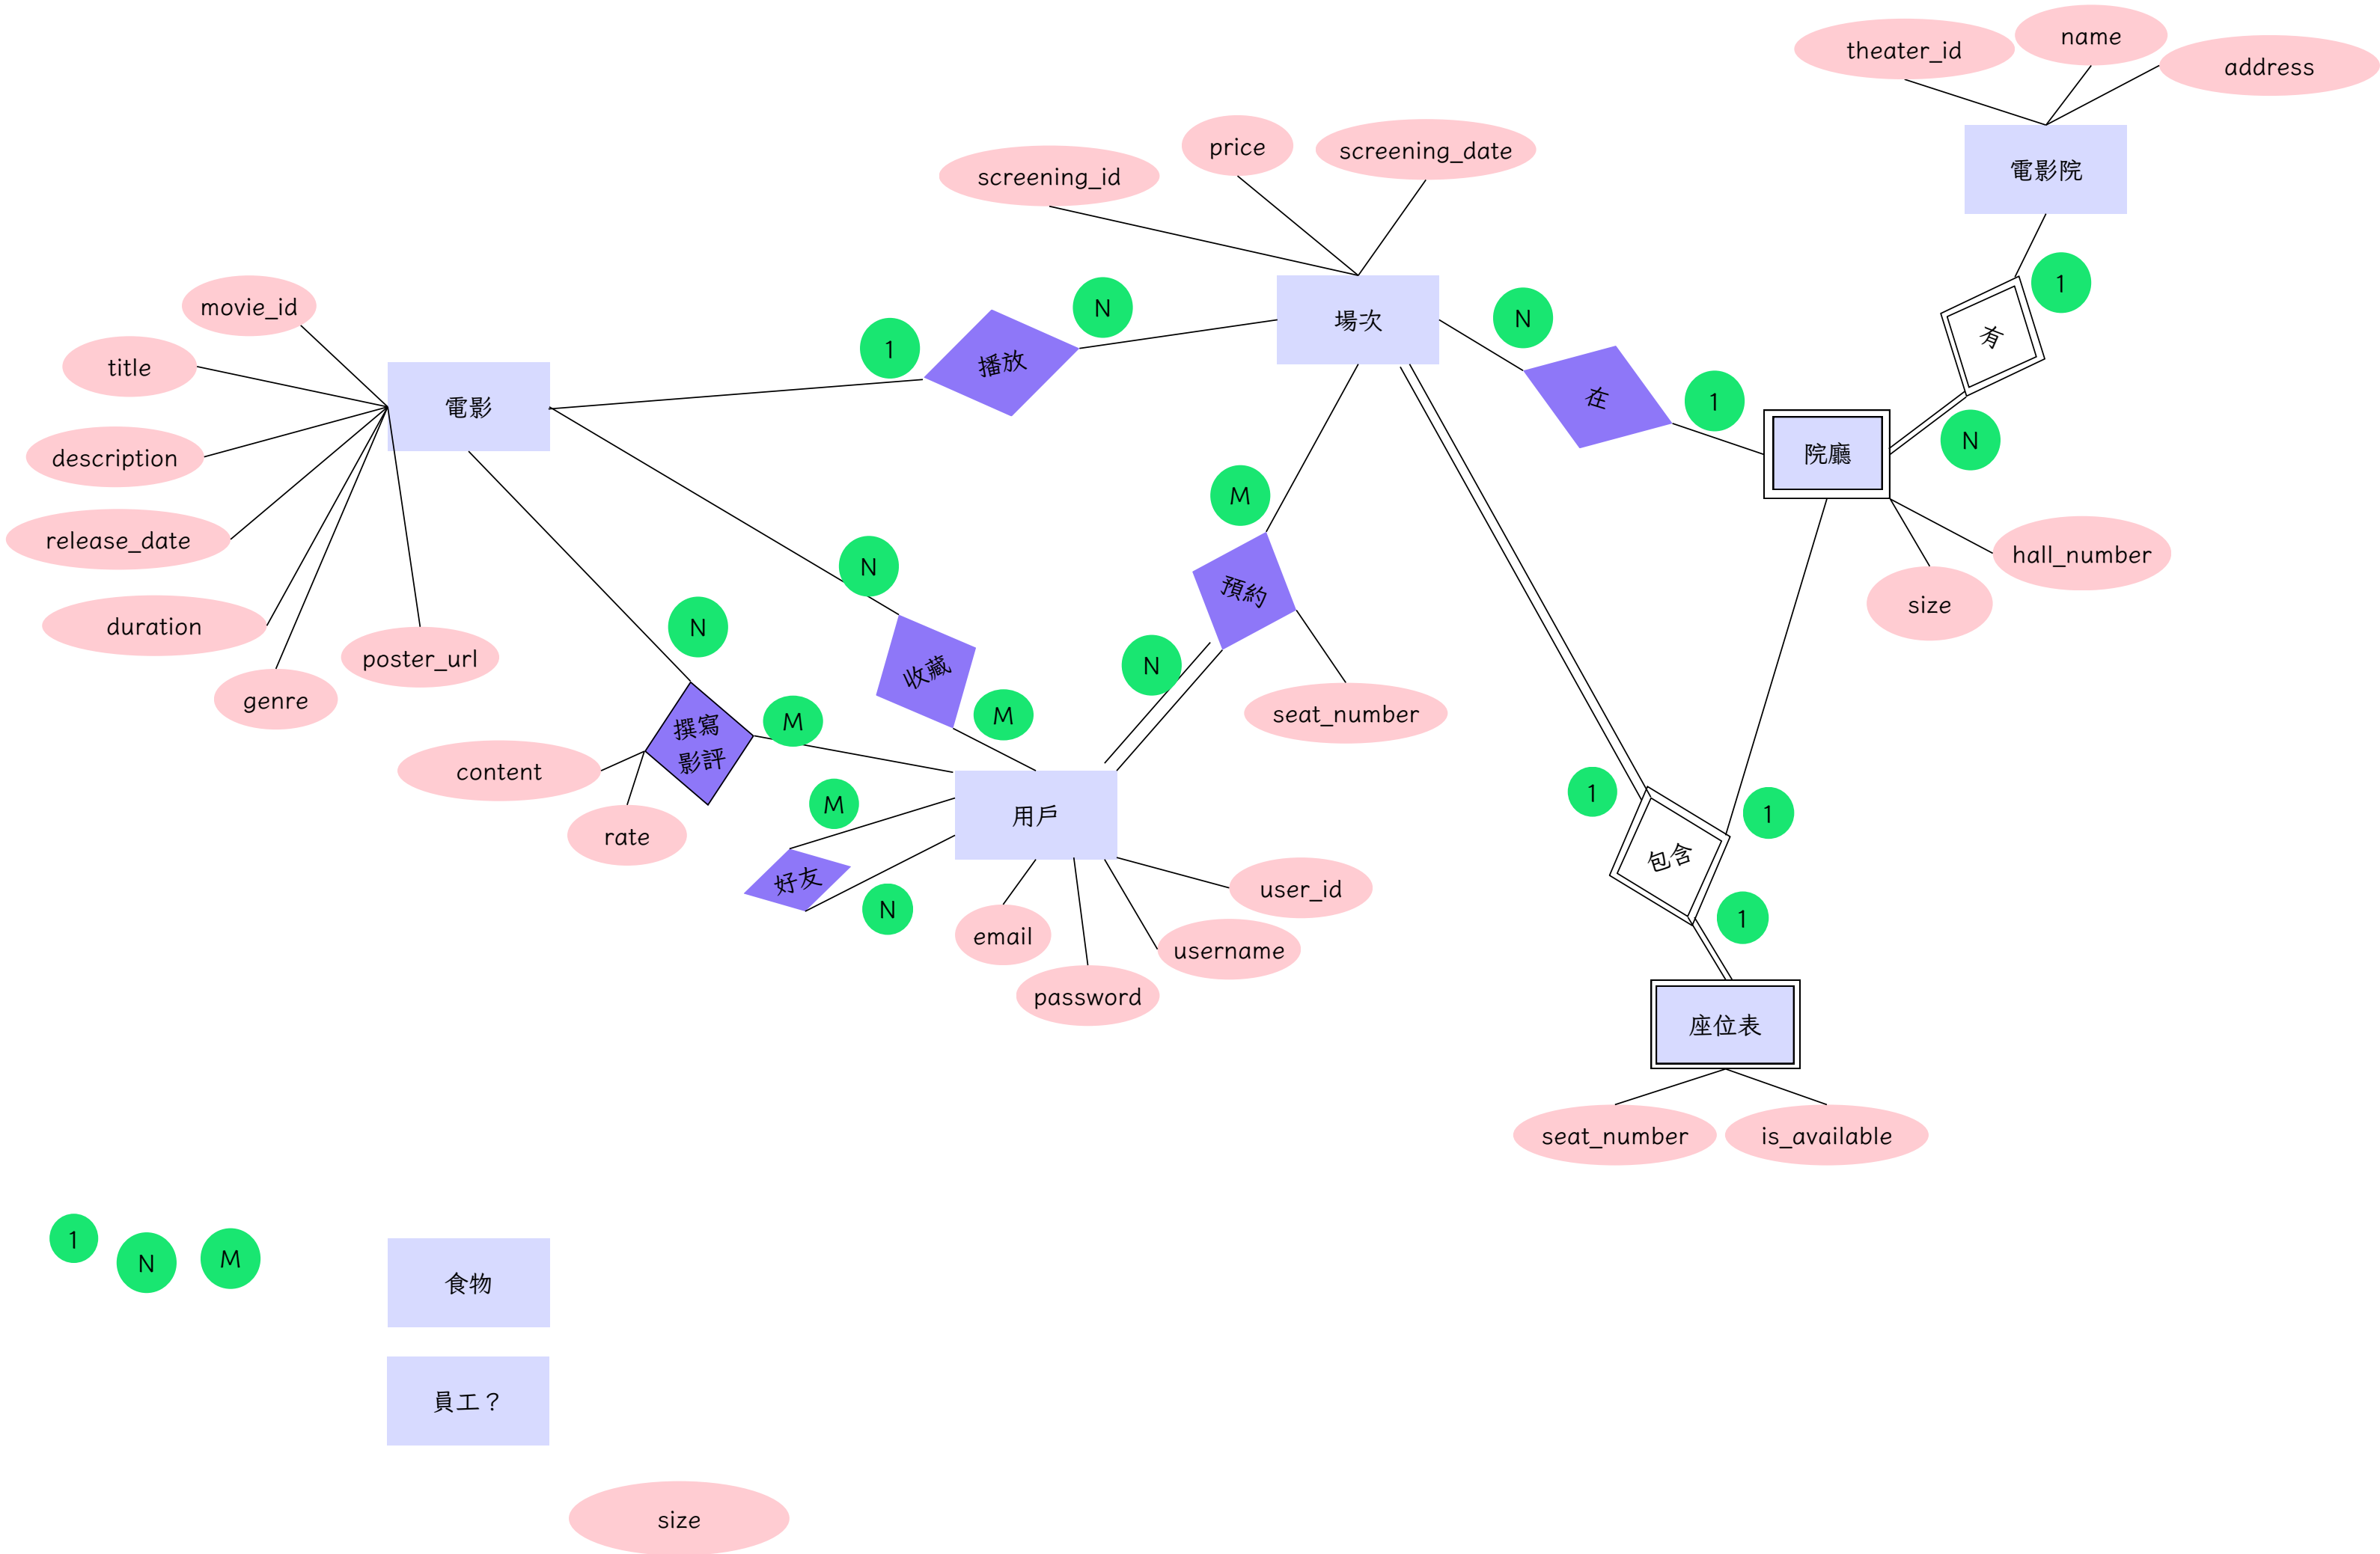 theater_id
name
address
電影院
screening_id
price
screening_date
1
有
N
院廳
hall_number
size
movie_id
title
description
release_date
duration
genre
poster_url
電影
1
播放
N
場次
N
在
1
N
收藏
M
N
撰寫
影評
M
content
rate
M
預約
N
seat_number
M
好友
N
用戶
email
password
username
user_id
1
包含
1
1
座位表
seat_number
is_available
1
N
M
食物
員工？
size